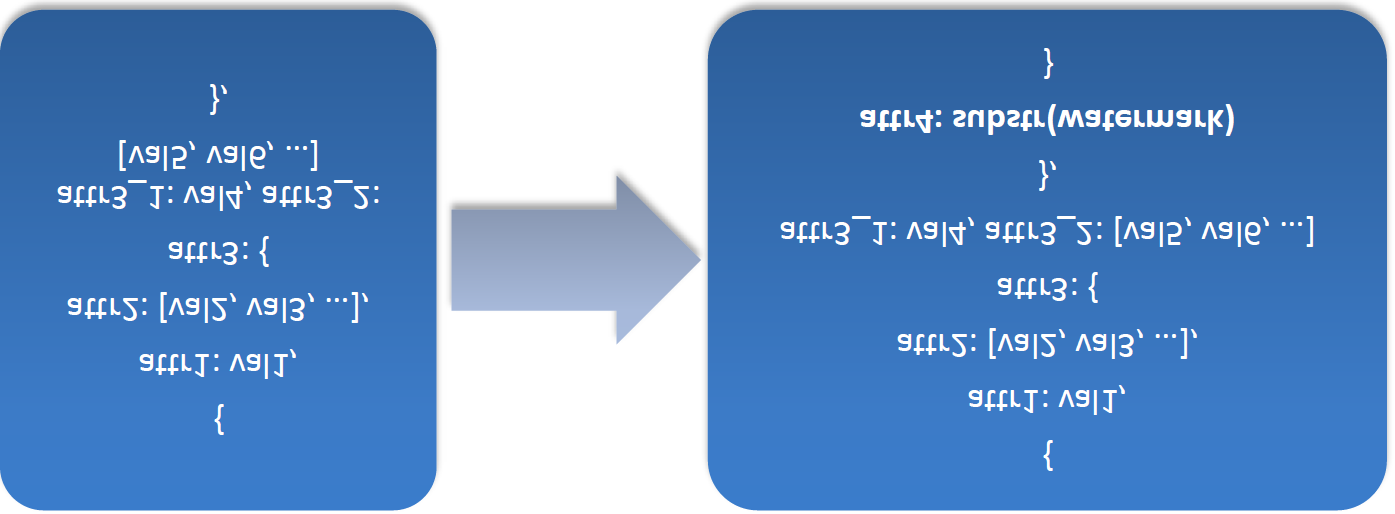 {
attr1: val1,
attr2: [val2, val3, ...],
attr3: {
attr3_1: val4, attr3_2:
[val5, val6, ...]
},
{
attr1: val1,
attr2: [val2, val3, ...],
attr3: {
attr3_1: val4, attr3_2: [val5, val6, ...]
},
attr4: substr(watermark)
}